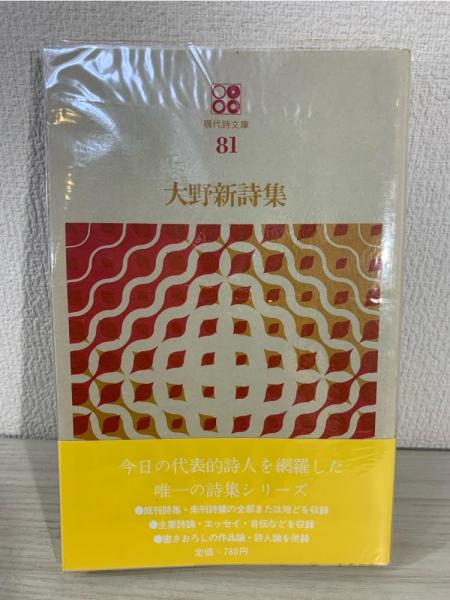 現代詩文庫
81
大野新詩集
今日の代表的詩人を網羅した
唯一の詩集シリーズ
●既刊詩集・未刊詩篇の全部または殆どを収録
●主要詩論・エッセイ・自伝などを収録
●書きおろしの作品論・詩人論を併録
定価=780円